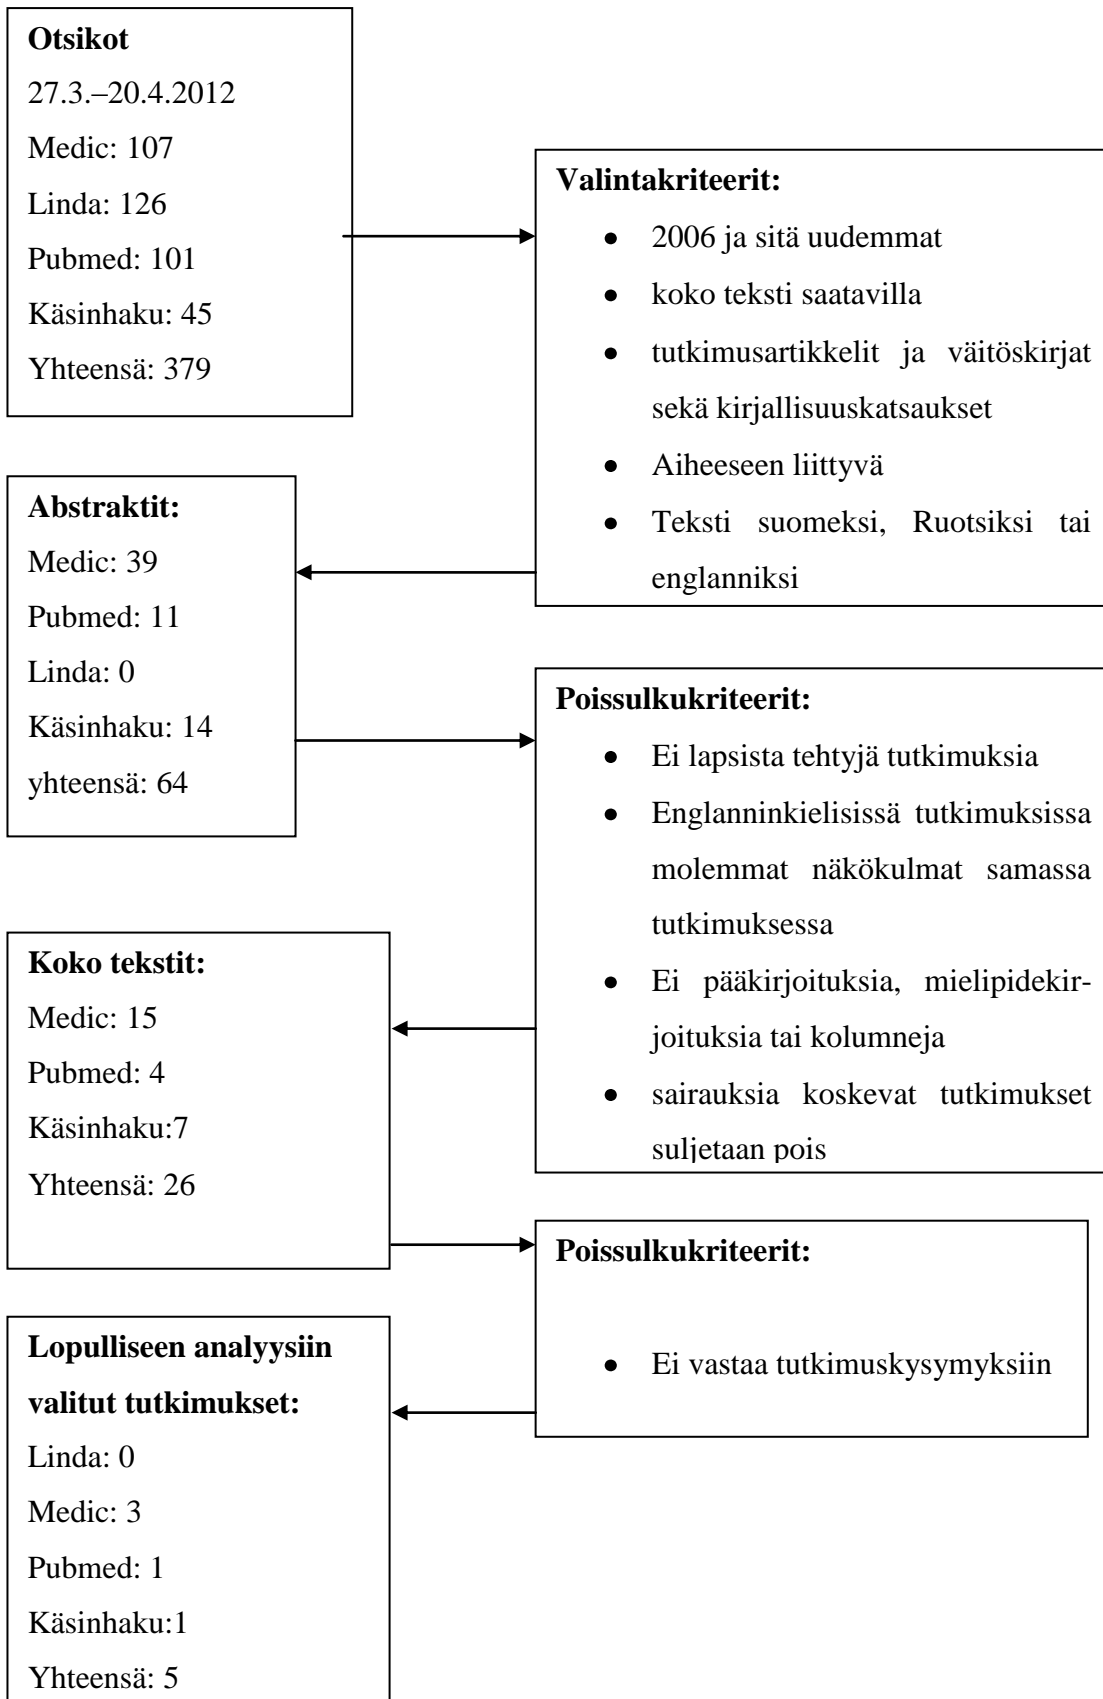 Otsikot
27.3.–20.4.2012
Medic: 107
Linda: 126
Pubmed: 101
Käsinhaku: 45
Yhteensä: 379
Valintakriteerit:
• 2006 ja sitä uudemmat
• koko teksti saatavilla
• tutkimusartikkelit ja väitöskirjat
sekä kirjallisuuskatsaukset
• Aiheeseen liittyvä
• Teksti suomeksi, Ruotsiksi tai
englanniksi
Abstraktit:
Medic: 39
Pubmed: 11
Linda: 0
Käsinhaku: 14
yhteensä: 64
Poissulkukriteerit:
• Ei lapsista tehtyjä tutkimuksia
• Englanninkielisissä tutkimuksissa
molemmat näkökulmat samassa
tutkimuksessa
• Ei pääkirjoituksia, mielipidekir-
joituksia tai kolumneja
• sairauksia koskevat tutkimukset
suljetaan pois
Koko tekstit:
Medic: 15
Pubmed: 4
Käsinhaku:7
Yhteensä: 26
Poissulkukriteerit:
• Ei vastaa tutkimuskysymyksiin
Lopulliseen analyysiin
valitut tutkimukset:
Linda: 0
Medic: 3
Pubmed: 1
Käsinhaku:1
Yhteensä: 5